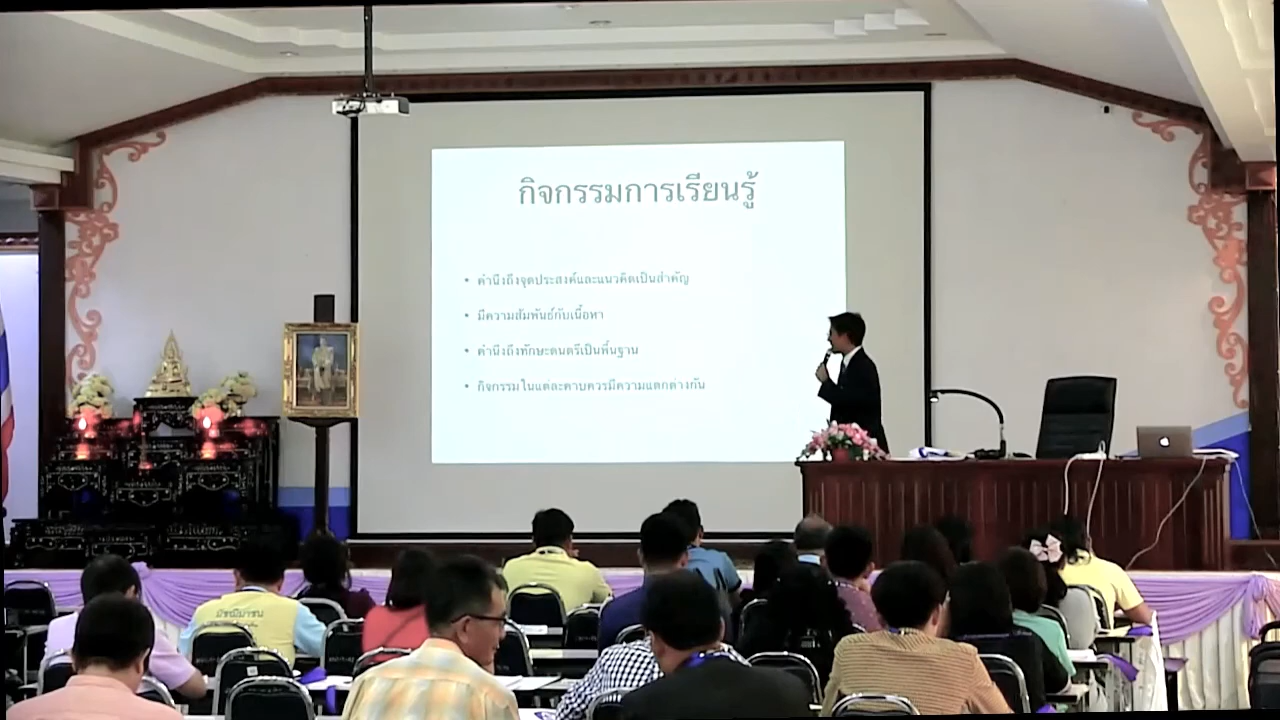 กิจกรรมการเรียนรู้
• คำนึงถึงจุดประสงค์และแนวคิดเป็นสำคัญ
• มีความสัมพันธ์กับเนื้อหา
• คำนึงถึงทักษะดนตรีเป็นพื้นฐาน
• กิจกรรมในแต่ละคาบควรมีความแตกต่างกัน